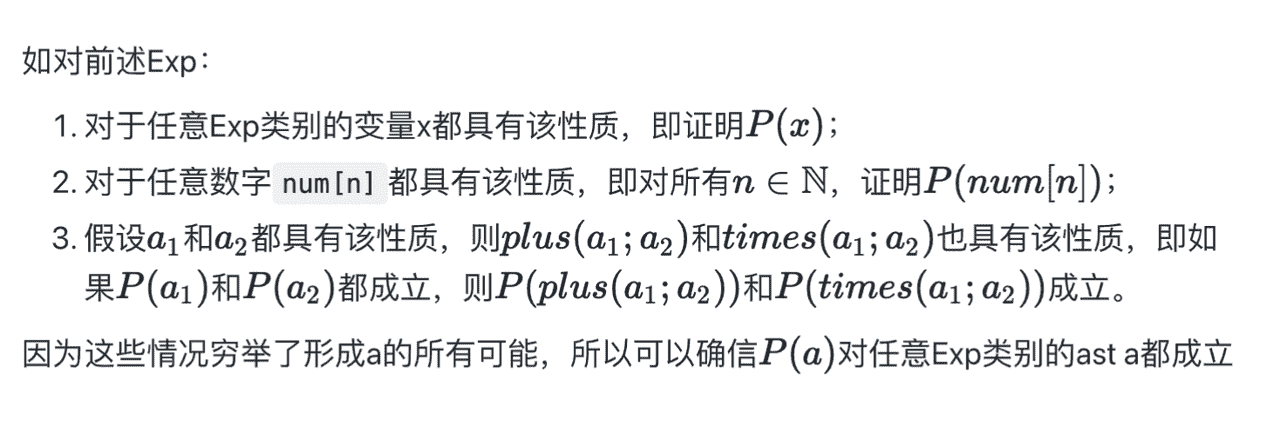 如对前述Exp：
1. 对于任意Exp类别的变量x都具有该性质，即证明P(x)；
2. 对于任意数字 num[n] 都具有该性质，即对所有n ∈ ℕ，证明P(num[n])；
3. 假设a₁和a₂都具有该性质，则plus(a₁; a₂)和times(a₁; a₂)也具有该性质，即如
果P(a₁)和P(a₂)都成立，则P(plus(a₁; a₂))和P(times(a₁; a₂))成立。
因为这些情况穷举了形成a的所有可能，所以可以确信P(a)对任意Exp类别的ast a都成立